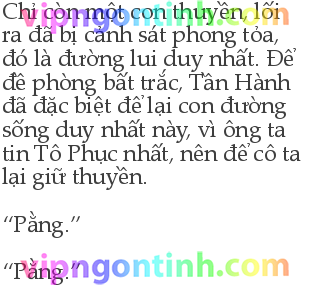 Chỉ còn một con thuyền, lối
ra đã bị cảnh sát phong tỏa,
đó là đường lui duy nhất. Để
đề phòng bất trắc, Tần Hành
đã đặc biệt để lại con đường
sống duy nhất này, vì ông ta
tin Tô Phục nhất, nên để cô ta
lại giữ thuyền.
“Pằng.”
“Pằng.”
vipngontinh.com
vipngontinh.com
vipngontinh.com